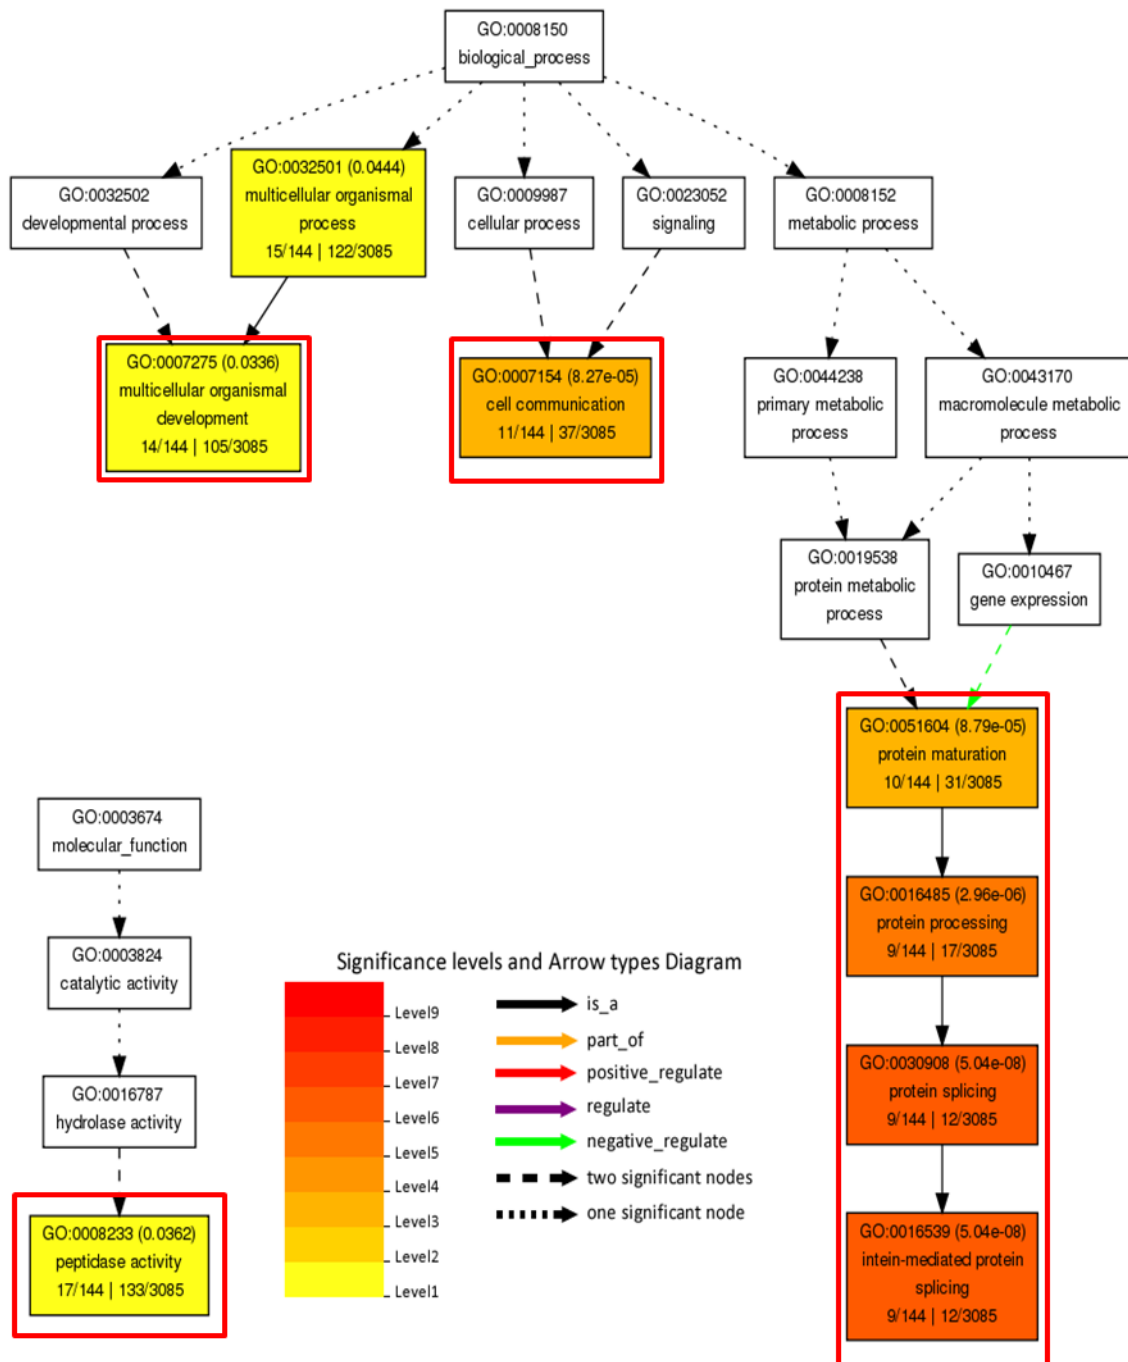 GO:0008150
biological_process
GO:0032502
developmental process
GO:0032501 (0.0444)
multicellular organismal
process
15/144 | 122/3085
GO:0009987
cellular process
GO:0023052
signaling
GO:0008152
metabolic process
GO:0007275 (0.0336)
multicellular organismal
development
14/144 | 105/3085
GO:0007154 (8.27e-05)
cell communication
11/144 | 37/3085
GO:0044238
primary metabolic
process
GO:0043170
macromolecule metabolic
process
GO:0019538
protein metabolic
process
GO:0010467
gene expression
GO:0051604 (8.79e-05)
protein maturation
10/144 | 31/3085
GO:0016485 (2.96e-06)
protein processing
9/144 | 17/3085
GO:0030908 (5.04e-08)
protein splicing
9/144 | 12/3085
GO:0016539 (5.04e-08)
intein-mediated protein
splicing
9/144 | 12/3085
GO:0003674
molecular_function
GO:0003824
catalytic activity
GO:0016787
hydrolase activity
GO:0008233 (0.0362)
peptidase activity
17/144 | 133/3085
Significance levels and Arrow types Diagram
Level9
Level8
Level7
Level6
Level5
Level4
Level3
Level2
Level1
is_a
part_of
positive_regulate
regulate
negative_regulate
two significant nodes
one significant node